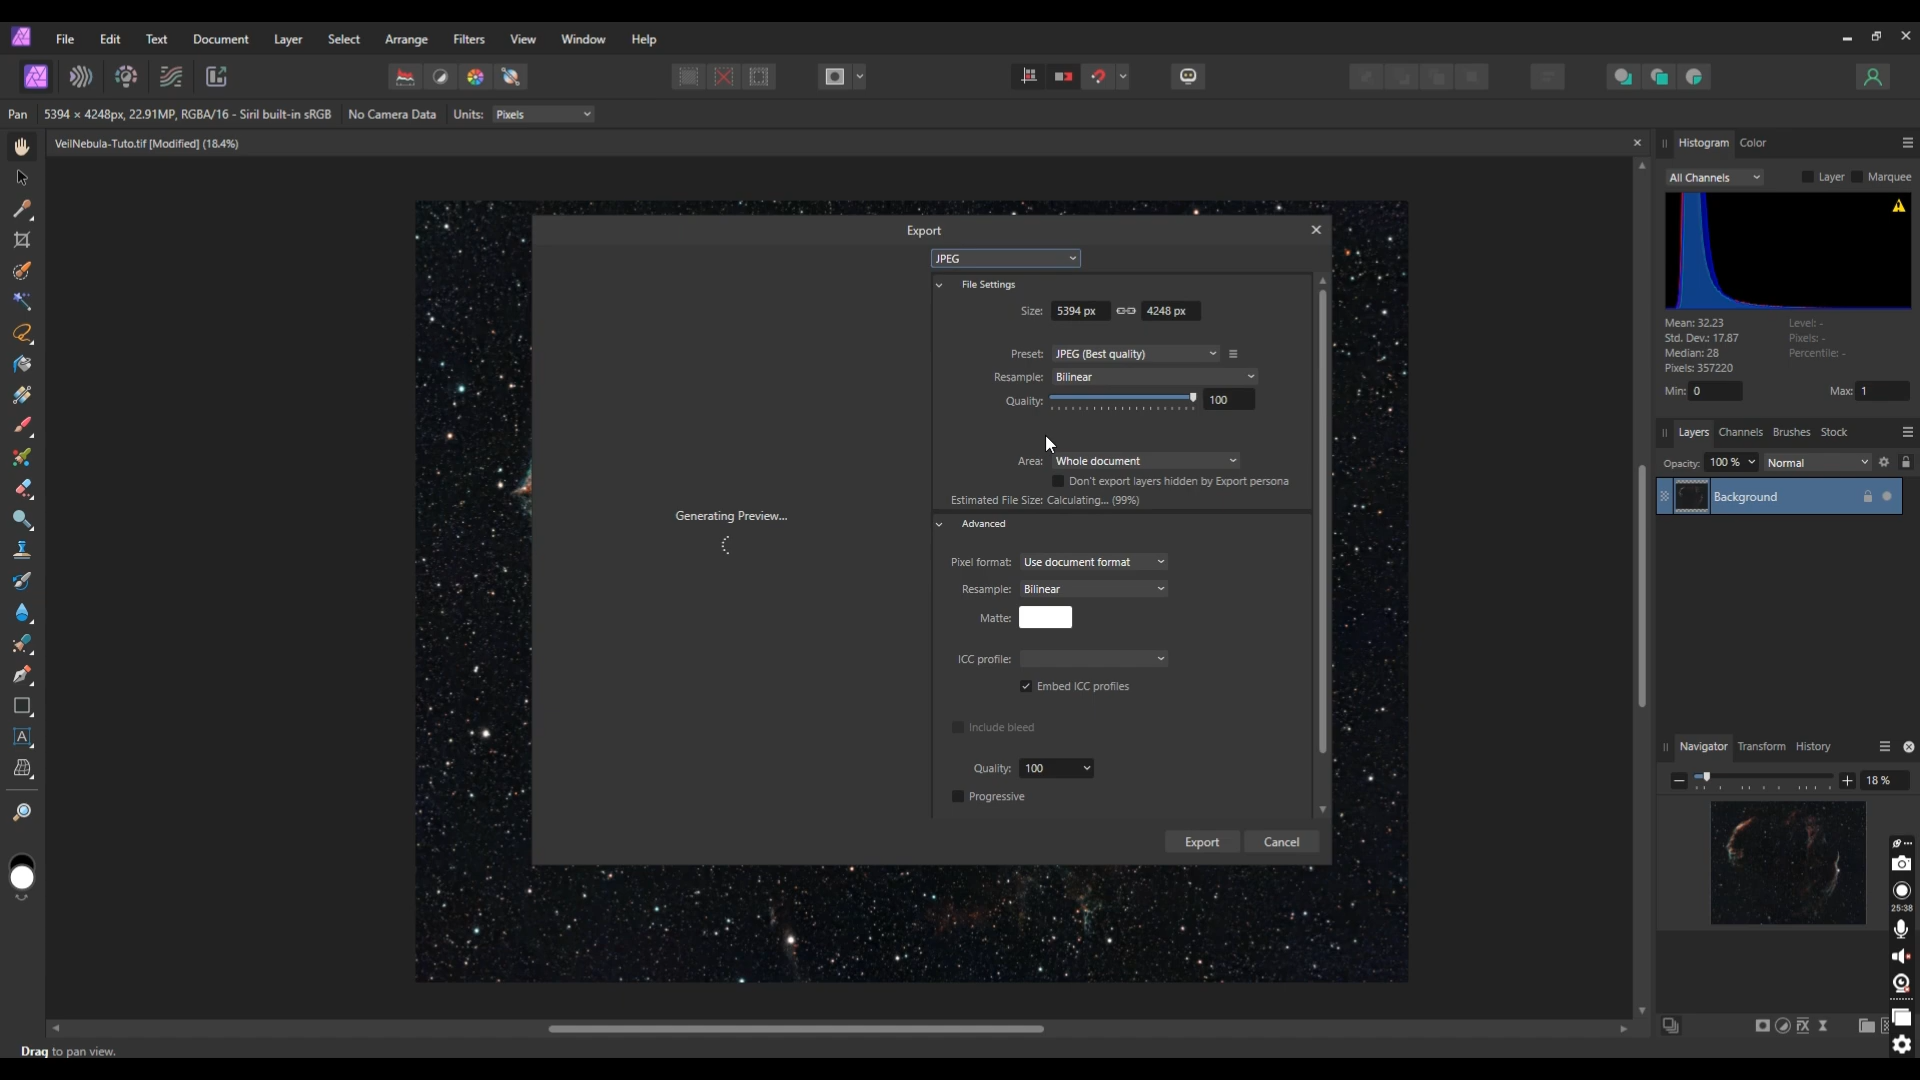 File Edit Text Document Layer Select Arrange Filters View Window Help
Pan 5394 × 4248px, 22.91MP, RGBA/16 - Siril built-in sRGB No Camera Data Units: Pixels
VeilNebula-Tuto.tif [Modified] (18.4%)
Export
JPEG
File Settings
Size: 5394 px 4248 px
Preset: JPEG (Best quality)
Resample: Bilinear
Quality: 100
Area: Whole document
Don't export layers hidden by Export persona
Estimated File Size: Calculating... (99%)
Generating Preview...
Advanced
Pixel format: Use document format
Resample: Bilinear
Matte:
ICC profile:
Embed ICC profiles
Include bleed
Quality: 100
Progressive
Export Cancel
Histogram Color
All Channels Layer Marquee
Mean: 32.23 Level: -
Std. Dev.: 17.87 Pixels: -
Median: 28 Percentile: -
Pixels: 357220
Min: 0 Max: 1
Layers Channels Brushes Stock
Opacity: 100 % Normal
Background
Navigator Transform History
18 %
25:38
Drag to pan view.